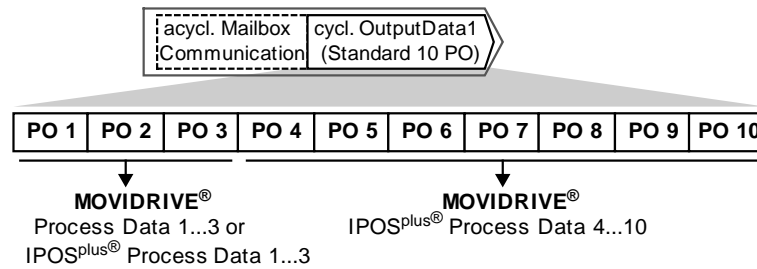 acycl. Mailbox
Communication
cycl. OutputData1
(Standard 10 PO)
PO 1 PO 2 PO 3 PO 4 PO 5 PO 6 PO 7 PO 8 PO 9 PO 10
MOVIDRIVE®
Process Data 1...3 or
IPOSplus® Process Data 1...3
MOVIDRIVE®
IPOSplus® Process Data 4...10